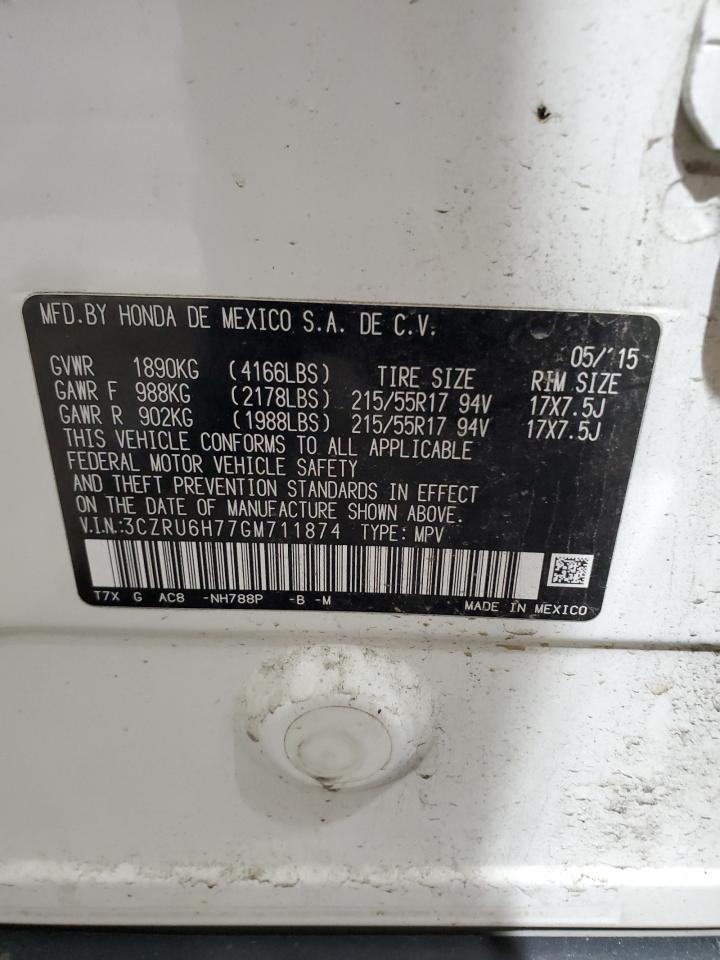 MFD.BY HONDA DE MEXICO S.A. DE C.V.
05/'15
GVWR 1890KG (4166LBS) TIRE SIZE RIM SIZE
GAWR F 988KG (2178LBS) 215/55R17 94V 17X7.5J
GAWR R 902KG (1988LBS) 215/55R17 94V 17X7.5J
THIS VEHICLE CONFORMS TO ALL APPLICABLE
FEDERAL MOTOR VEHICLE SAFETY
AND THEFT PREVENTION STANDARDS IN EFFECT
ON THE DATE OF MANUFACTURE SHOWN ABOVE.
V.I.N.:3CZRU6H77GM711874 TYPE: MPV
T7X G AC8 -NH788P -B -M MADE IN MEXICO